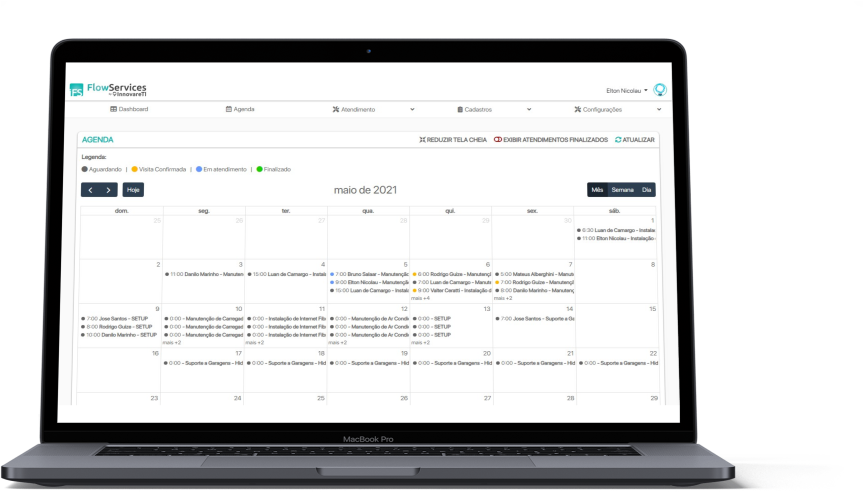 FlowServices
by InnovareTI
Elton Nicolau
Dashboard Agenda Atendimento Cadastros Configurações
AGENDA
REDUZIR TELA CHEIA EXIBIR ATENDIMENTOS FINALIZADOS ATUALIZAR
Legenda:
Aguardando | Visita Confirmada | Em atendimento | Finalizado
Hoje
maio de 2021
Mês Semana Dia
dom. seg. ter. qua. qui. sex. sáb.
25 26 27 28 29 30 1
6:30 Luan de Camargo - Instala
11:00 Elton Nicolau - Instalação
2 3 4 5 6 7 8
11:00 Danilo Marinho - Manuten 15:00 Luan de Camargo - Instal 7:00 Bruno Salaar - Manutenç 6:00 Rodrigo Guize - Manutenç 5:00 Mateus Alberghini - Manut
9:00 Elton Nicolau - Manutenç 7:00 Luan de Camargo - Manut 7:00 Rodrigo Guize - Manutenç
15:00 Luan de Camargo - Instal 9:00 Valter Caretti - Instalação d 8:00 Danilo Marinho - Manutenç
mais +4 mais +2
9 10 11 12 13 14 15
7:00 Jose Santos - SETUP 0:00 - Manutenção de Carregad 0:00 - Instalação de Internet Fib 0:00 - Manutenção de Ar Condi 0:00 - SETUP 7:00 Jose Santos - Suporte a Ga
8:00 Rodrigo Guize - SETUP 0:00 - Manutenção de Carregad 0:00 - Instalação de Internet Fib 0:00 - Manutenção de Ar Condi 0:00 - SETUP
10:00 Danilo Marinho - SETUP 0:00 - Manutenção de Carregad 0:00 - Instalação de Internet Fib 0:00 - Manutenção de Ar Condi 0:00 - SETUP
mais +2 mais +2 mais +2 mais +2
16 17 18 19 20 21 22
0:00 - Suporte a Garagens - Hid 0:00 - Suporte a Garagens - Hid 0:00 - Suporte a Garagens - Hid 0:00 - Suporte a Garagens - Hid 0:00 - Suporte a Garagens - Hid 0:00 - Suporte a Garagens - Hid
23 24 25 26 27 28 29
MacBook Pro